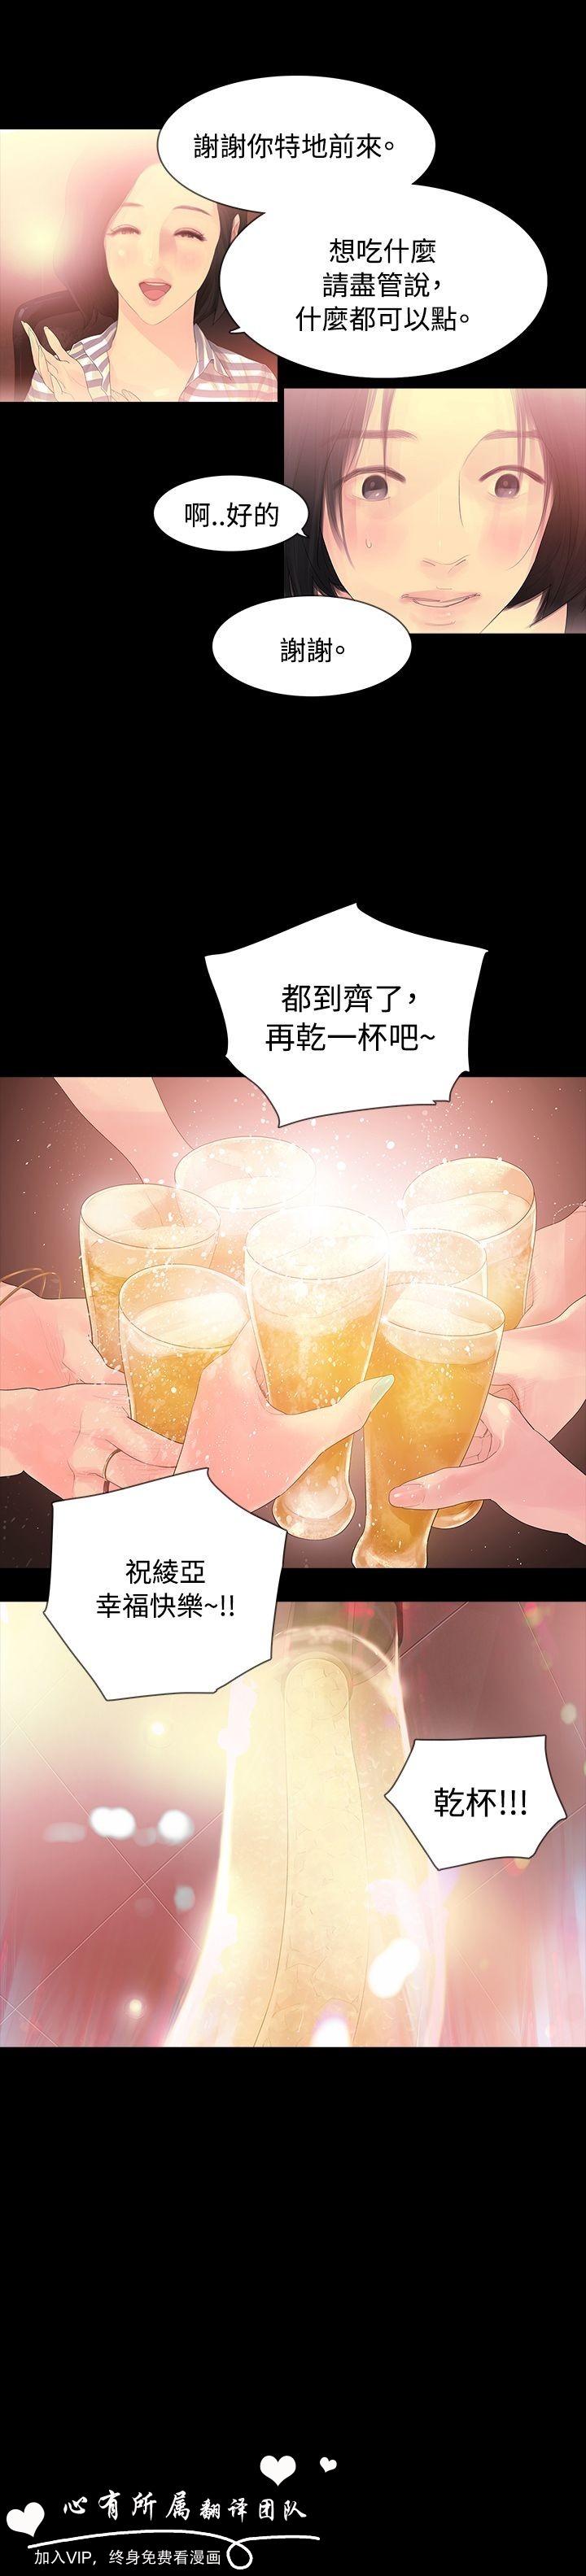 謝謝你特地前來。
想吃什麼
請盡管說，
什麼都可以點。
啊..好的
謝謝。
都到齊了，
再乾一杯吧~
祝綾亞
幸福快樂~!!
乾杯!!!
心有所属翻译团队
加入VIP，终身免费看漫画